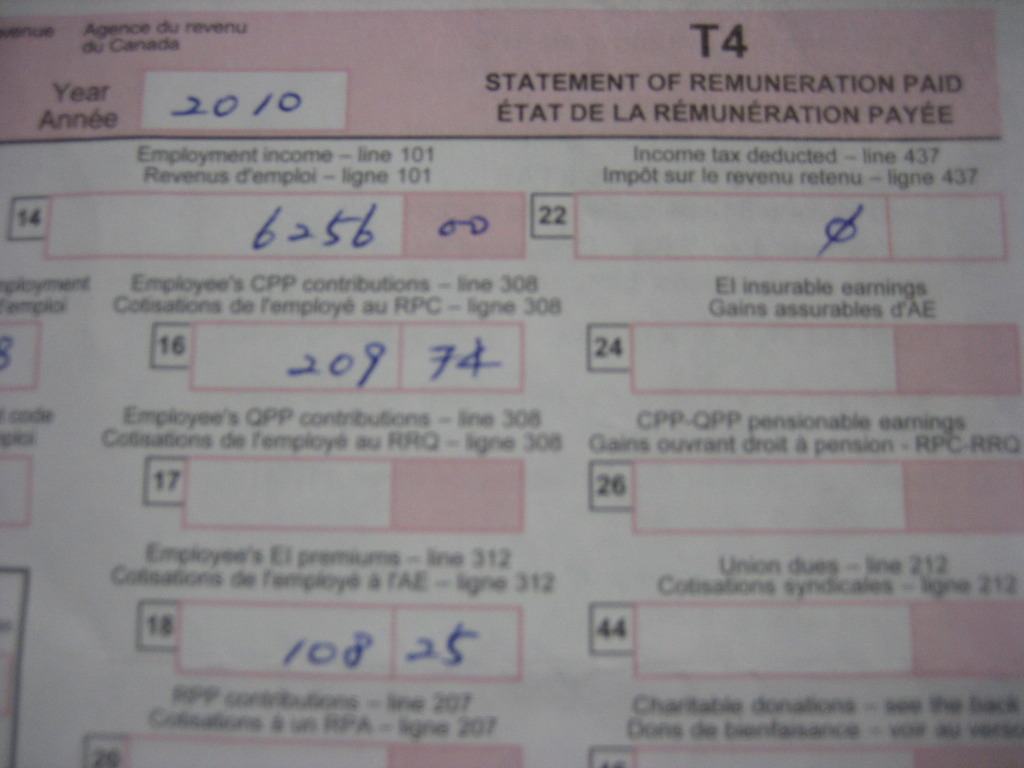 Agence du revenu
du Canada
T4
Year
Année
2010
STATEMENT OF REMUNERATION PAID
ÉTAT DE LA RÉMUNÉRATION PAYÉE
Employment income – line 101
Revenus d'emploi – ligne 101
Income tax deducted – line 437
Impôt sur le revenu retenu – ligne 437
14 6256 00
22 ϕ
Employee's CPP contributions – line 308
Cotisations de l'employé au RPC – ligne 308
EI insurable earnings
Gains assurables d'AE
16 209 74
24
Employee's QPP contributions – line 308
Cotisations de l'employé au RRQ – ligne 308
CPP-QPP pensionable earnings
Gains ouvrant droit à pension - RPC-RRQ
17
26
Employee's EI premiums – line 312
Cotisations de l'employé à l'AE – ligne 312
Union dues – line 212
Cotisations syndicales – ligne 212
18 108 25
44
RPP contributions – line 207
Cotisations à un RPA – ligne 207
Charitable donations – see the back
Dons de bienfaisance – voir au verso
20